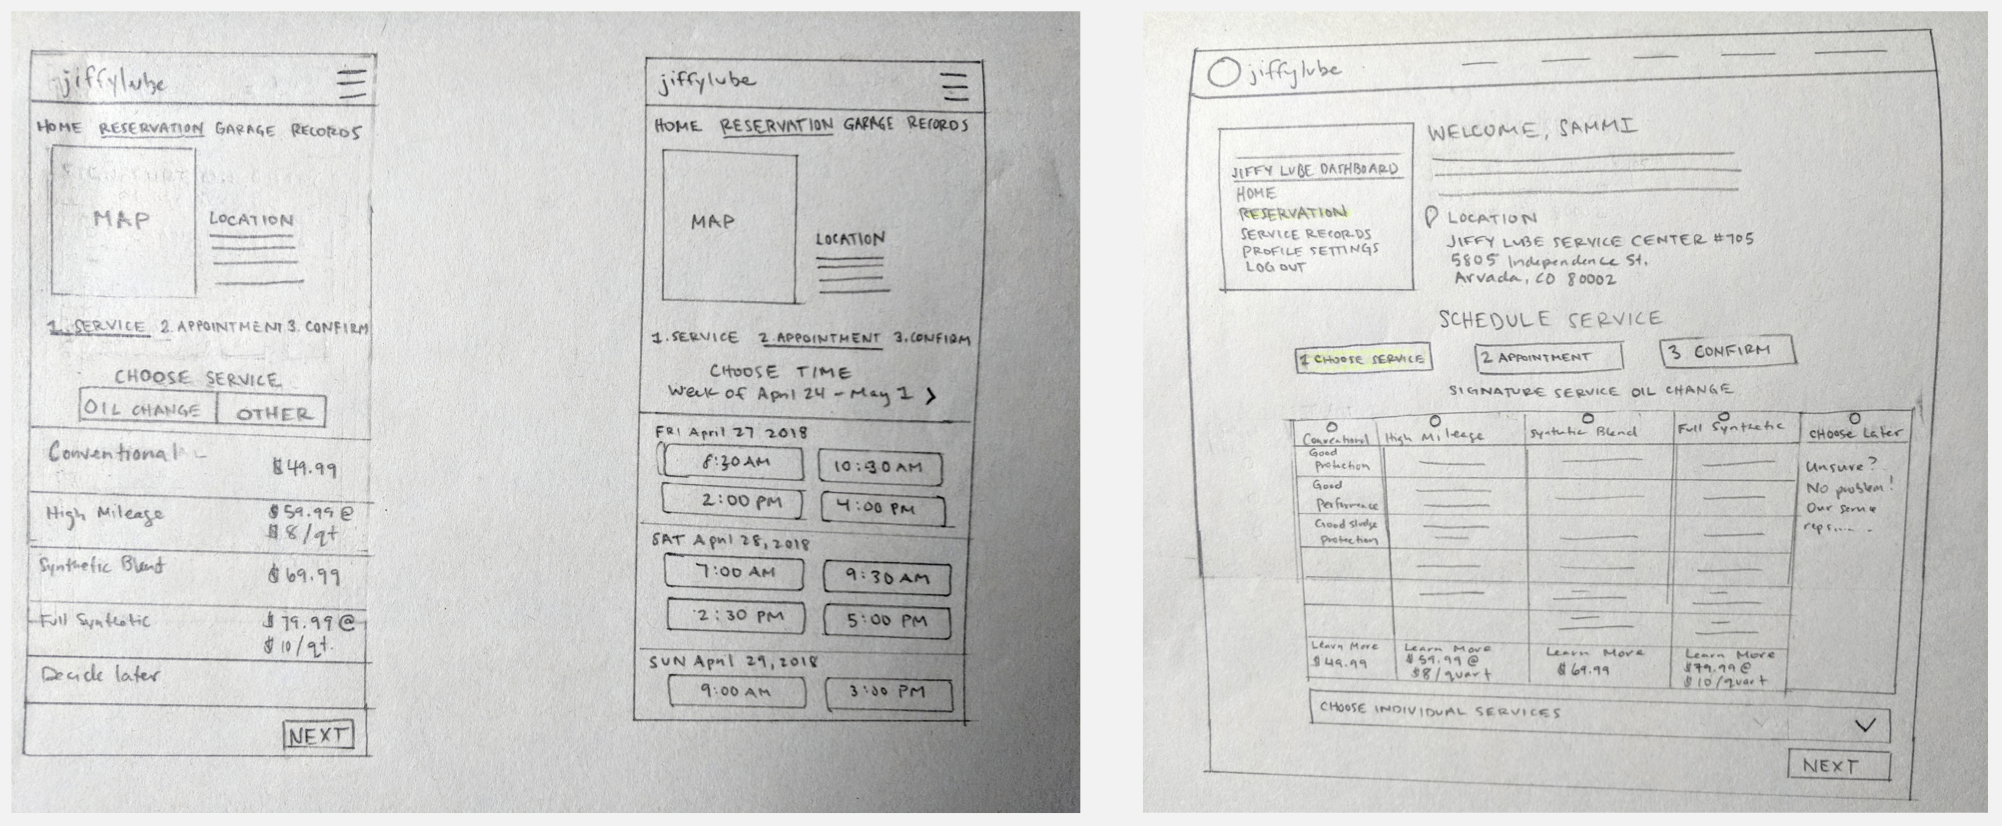 jiffylube
HOME RESERVATION GARAGE RECORDS
MAP
LOCATION
1. SERVICE 2. APPOINTMENT 3. CONFIRM
CHOOSE SERVICE
OIL CHANGE OTHER
Conventional
$49.99
High Mileage $59.99 @
$8/qt
Synthetic Blend
$69.99
Full Synthetic $79.99 @
$10/qt.
Decide later
NEXT
jiffylube
HOME RESERVATION GARAGE RECORDS
MAP
LOCATION
1. SERVICE 2. APPOINTMENT 3. CONFIRM
CHOOSE TIME
Week of April 24 - May 1 >
FRI April 27 2018
8:30 AM 10:30 AM
2:00 PM 4:00 PM
SAT April 28, 2018
7:00 AM 9:30 AM
2:30 PM 5:00 PM
SUN April 29, 2018
9:00 AM 3:00 PM
jiffylube
WELCOME, SAMMI
JIFFY LUBE DASHBOARD
HOME
RESERVATION
SERVICE RECORDS
PROFILE SETTINGS
LOG OUT
LOCATION
JIFFY LUBE SERVICE CENTER #705
5805 Independence St.
Arvada, CO 80002
SCHEDULE SERVICE
1 CHOOSE SERVICE 2 APPOINTMENT 3 CONFIRM
SIGNATURE SERVICE OIL CHANGE
Conventional High Mileage Synthetic Blend Full Synthetic CHOOSE Later
Good
Protection
Good
Performance
Good Sludge
protection
Unsure?
No problem!
Our
reps.....
Learn More Learn More Learn More Learn More
$49.99 $59.99 @ $69.99 $79.99 @
$8/quart $10/quart
CHOOSE INDIVIDUAL SERVICES
NEXT